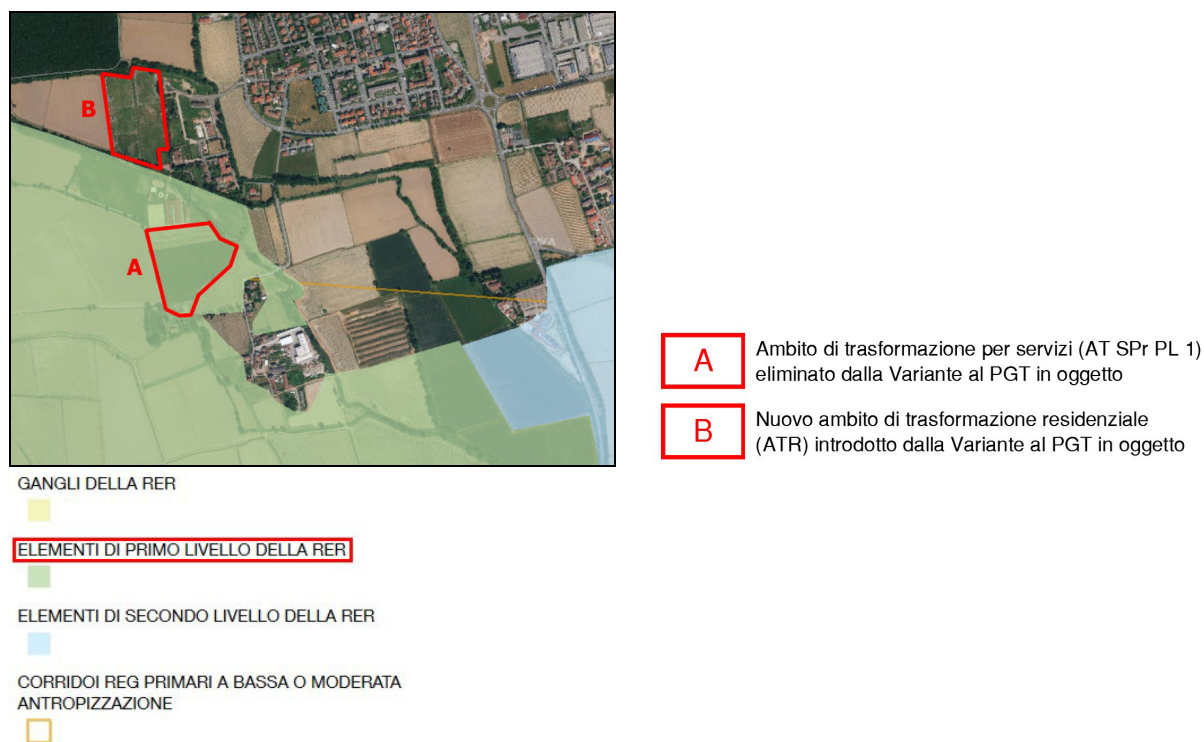 B
A
A
Ambito di trasformazione per servizi (AT SPr PL 1)
eliminato dalla Variante al PGT in oggetto
B
Nuovo ambito di trasformazione residenziale
(ATR) introdotto dalla Variante al PGT in oggetto
GANGLI DELLA RER
ELEMENTI DI PRIMO LIVELLO DELLA RER
ELEMENTI DI SECONDO LIVELLO DELLA RER
CORRIDOI REG PRIMARI A BASSA O MODERATA
ANTROPIZZAZIONE